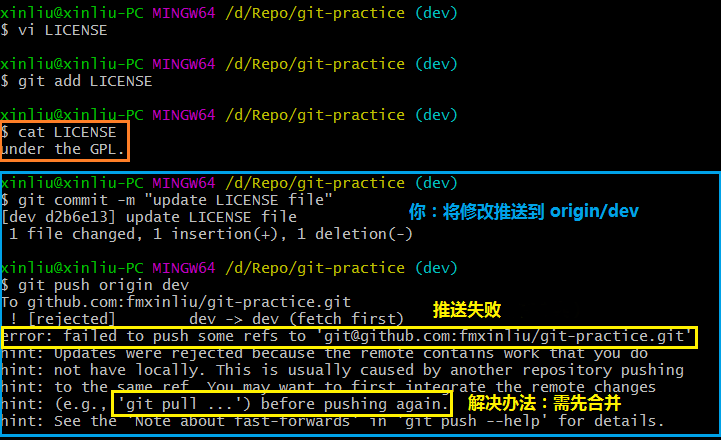 xinliu@xinliu-PC MINGW64 /d/Repo/git-practice (dev)
$ vi LICENSE
xinliu@xinliu-PC MINGW64 /d/Repo/git-practice (dev)
$ git add LICENSE
xinliu@xinliu-PC MINGW64 /d/Repo/git-practice (dev)
$ cat LICENSE
under the GPL.
xinliu@xinliu-PC MINGW64 /d/Repo/git-practice (dev)
$ git commit -m "update LICENSE file"
[dev d2b6e13] update LICENSE file
你：将修改推送到 origin/dev
1 file changed, 1 insertion(+), 1 deletion(-)
xinliu@xinliu-PC MINGW64 /d/Repo/git-practice (dev)
$ git push origin dev
To github.com:fmxinliu/git-practice.git
推送失败
! [rejected] dev -> dev (fetch first)
error: failed to push some refs to 'git@github.com:fmxinliu/git-practice.git'
hint: Updates were rejected because the remote contains work that you do
hint: not have locally. This is usually caused by another repository pushing
hint: to the same ref. You may want to first integrate the remote changes
hint: (e.g., 'git pull ...') before pushing again.
解决办法：需先合并
hint: See the 'Note about fast-forwards' in 'git push --help' for details.